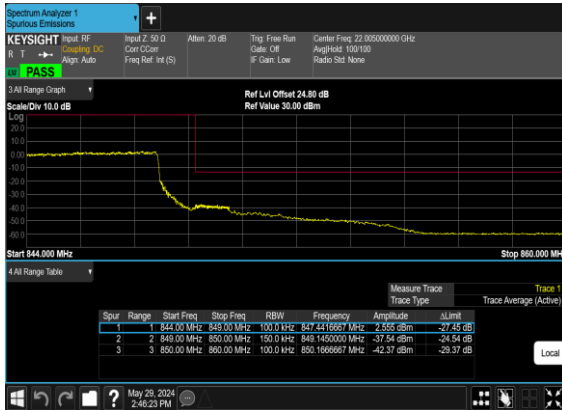 Spectrum Analyzer 1
Spurious Emissions
+
KEYSIGHT Input: RF Input Z: 50 Ω Atten: 20 dB Trig: Free Run Center Freq: 22.005000000 GHz
R T Coupling: DC Corr CCorr Gate: Off Avg|Hold: 100/100
Align: Auto Freq Ref: Int (S) IF Gain: Low Radio Std: None
LXI PASS
3 All Range Graph
Ref Lvl Offset 24.80 dB
Scale/Div 10.0 dB Ref Value 30.00 dBm
Log
20.0
10.0
0.00
-10.0
-20.0
-30.0
-40.0
-50.0
-60.0
Start 844.000 MHz Stop 860.000 MH
4 All Range Table
Measure Trace Trace 1
Trace Type Trace Average (Active)
Spur Range Start Freq Stop Freq RBW Frequency Amplitude ΔLimit
1 1 844.00 MHz 849.00 MHz 100.0 kHz 847.4416667 MHz 2.555 dBm -27.45 dB
2 2 849.00 MHz 850.00 MHz 150.0 kHz 849.1450000 MHz -37.54 dBm -24.54 dB
3 3 850.00 MHz 860.00 MHz 100.0 kHz 850.1666667 MHz -42.37 dBm -29.37 dB
Local
? May 29, 2024
2:46:23 PM